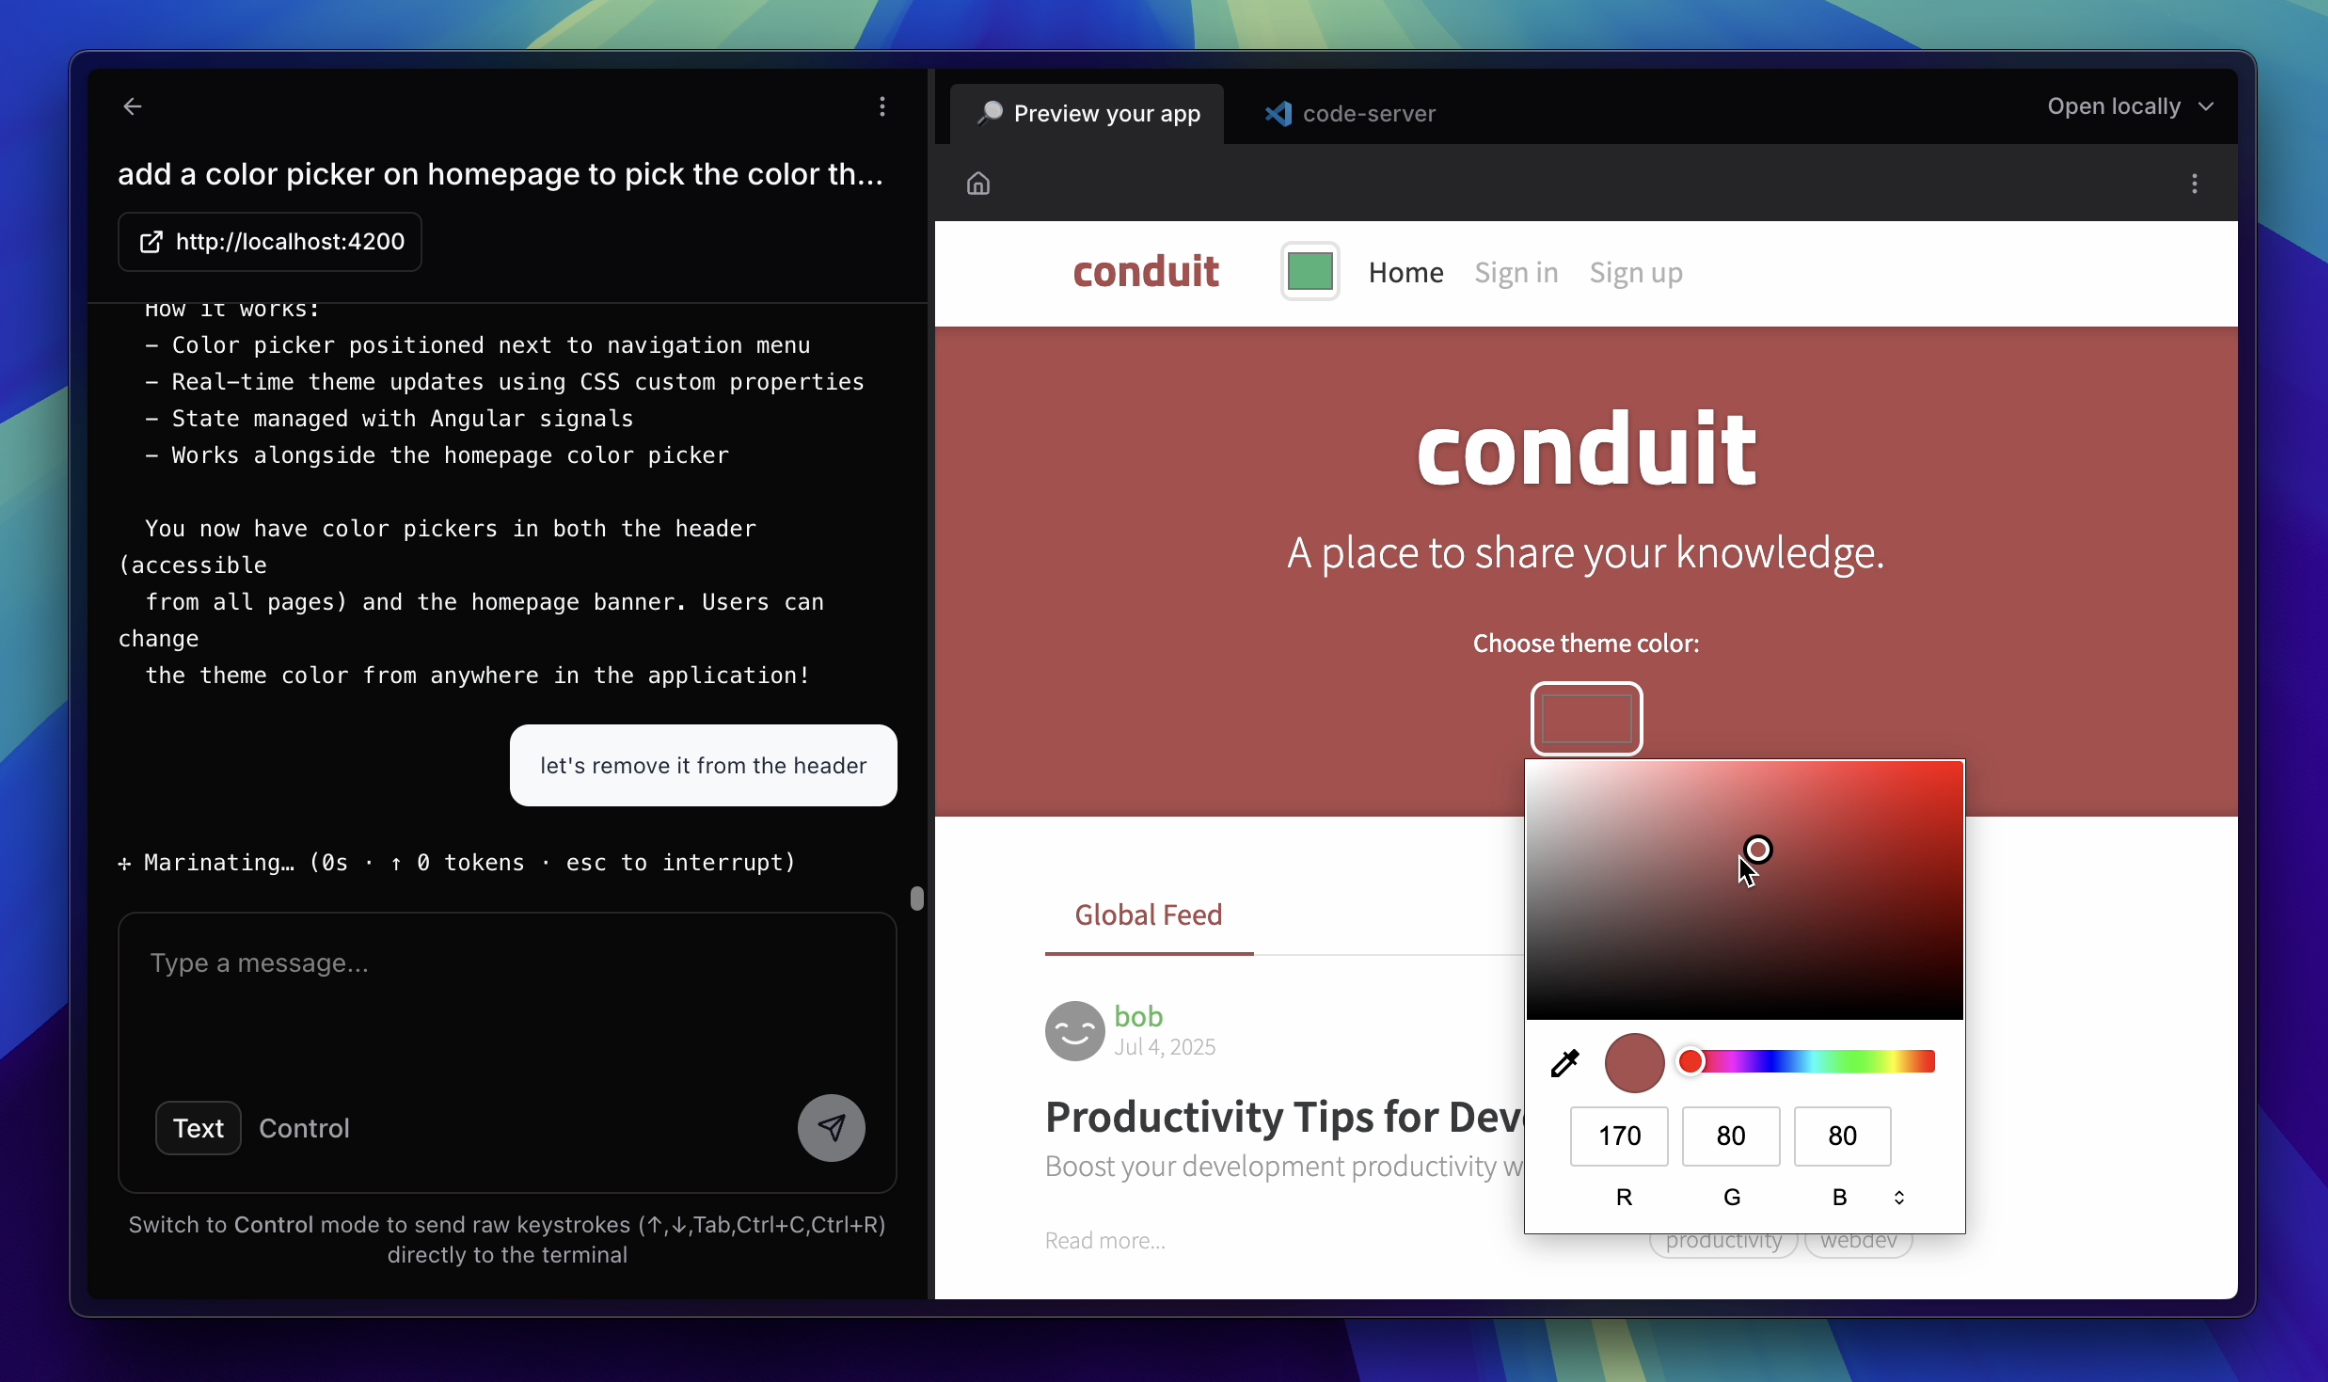 add a color picker on homepage to pick the color th...
http://localhost:4200
How it works:
– Color picker positioned next to navigation menu
– Real–time theme updates using CSS custom properties
– State managed with Angular signals
– Works alongside the homepage color picker
You now have color pickers in both the header
(accessible
from all pages) and the homepage banner. Users can
change
the theme color from anywhere in the application!
let's remove it from the header
✢ Marinating… (0s · ↑ 0 tokens · esc to interrupt)
Type a message...
Text Control
Switch to Control mode to send raw keystrokes (↑,↓,Tab,Ctrl+C,Ctrl+R)
directly to the terminal
Preview your app code-server Open locally
conduit Home Sign in Sign up
conduit
A place to share your knowledge.
Choose theme color:
Global Feed
bob
Jul 4, 2025
Productivity Tips for Dev
Boost your development productivity w
Read more...
170 80 80
R G B
productivity webdev